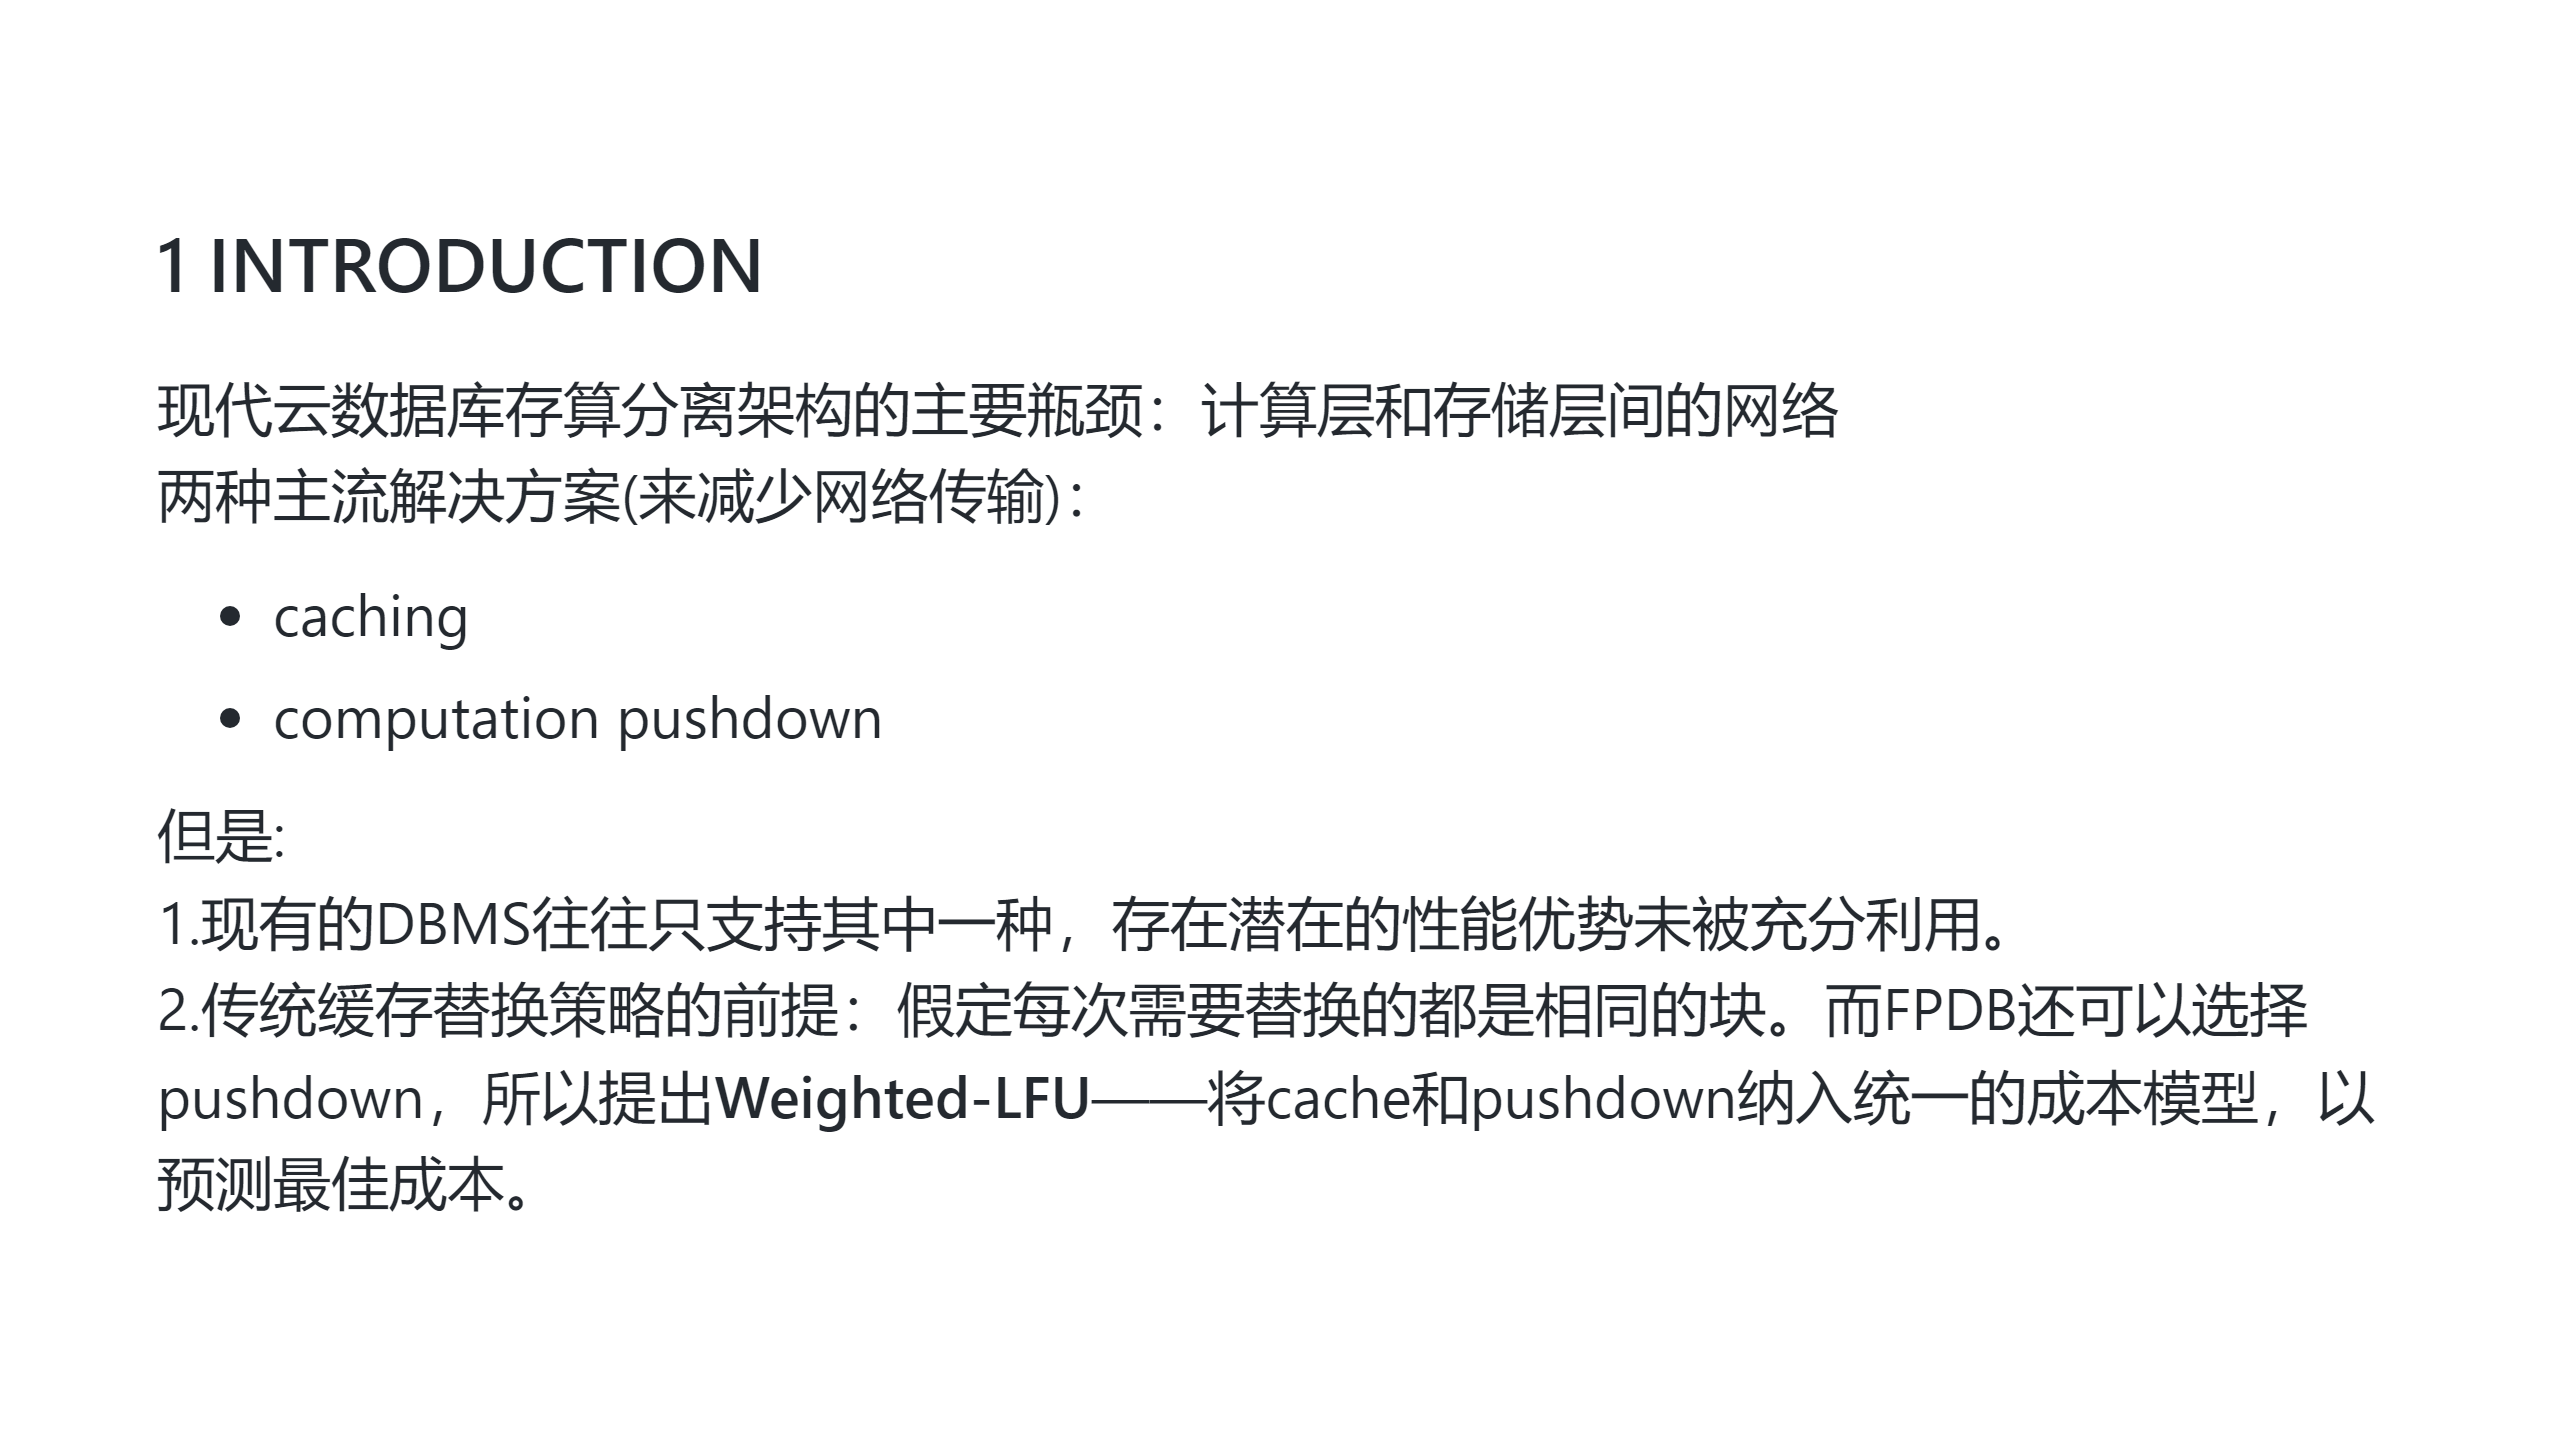 1 INTRODUCTION
现代云数据库存算分离架构的主要瓶颈：计算层和存储层间的网络
两种主流解决方案(来减少网络传输)：
• caching
• computation pushdown
但是:
1.现有的DBMS往往只支持其中一种，存在潜在的性能优势未被充分利用。
2.传统缓存替换策略的前提：假定每次需要替换的都是相同的块。而FPDB还可以选择
pushdown，所以提出Weighted-LFU——将cache和pushdown纳入统一的成本模型，以
预测最佳成本。